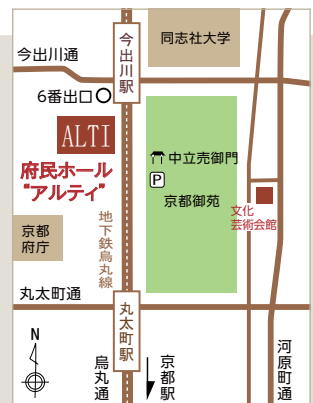 同志社大学
今出川駅
今出川通
6番出口
ALTI
府民ホール
“アルティ”
中立売御門
P
京都御苑
文化
芸術会館
京都
府庁
地下鉄烏丸線
丸太町通
丸太町駅
N
烏丸通
京都駅
河原町通